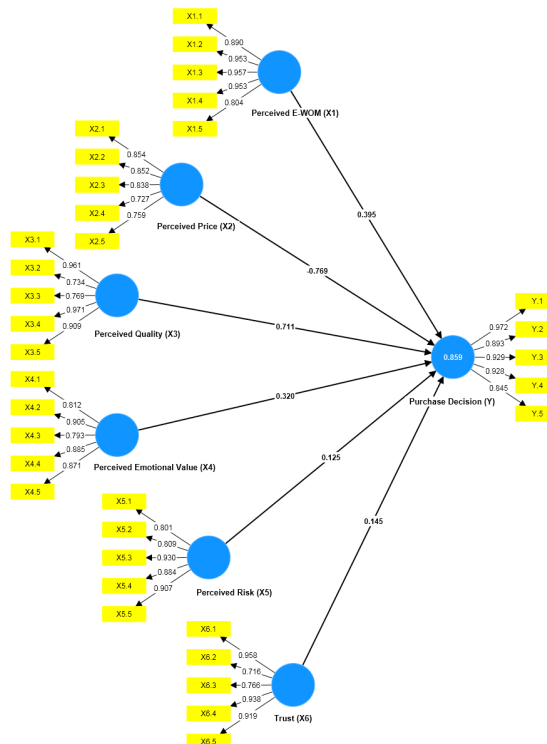 X1.1
0.890
X1.2
0.953
X1.3
0.957
X1.4
0.953
0.804
X1.5
Perceived E-WOM (X1)
X2.1
0.854
X2.2
0.852
X2.3
0.838
X2.4
0.727
0.759
X2.5
Perceived Price (X2)
0.395
-0.769
X3.1
0.961
X3.2
0.734
X3.3
0.769
X3.4
0.971
0.909
X3.5
Perceived Quality (X3)
0.711
Y.1
0.972
Y.2
0.893
Y.3
0.929
0.928
Y.4
0.845
Y.5
0.859
Purchase Decision (Y)
X4.1
0.812
X4.2
0.905
X4.3
0.793
X4.4
0.885
0.871
X4.5
Perceived Emotional Value (X4)
0.320
X5.1
0.801
X5.2
0.809
X5.3
0.930
X5.4
0.884
0.907
X5.5
Perceived Risk (X5)
0.125
0.145
X6.1
0.958
X6.2
0.716
X6.3
0.766
X6.4
0.938
0.919
X6.5
Trust (X6)